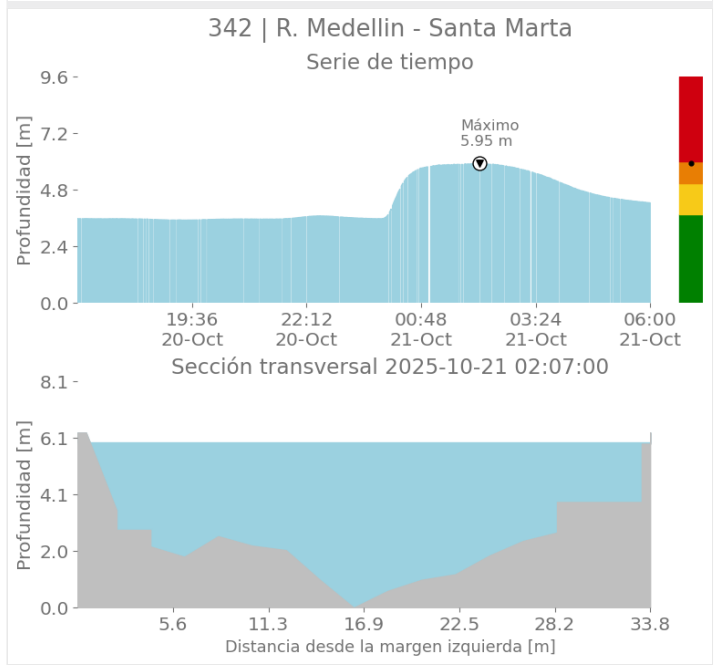 342 | R. Medellin - Santa Marta
Serie de tiempo
9.6
7.2
4.8
2.4
0.0
Profundidad [m]
Máximo
5.95 m
19:36
20-Oct
22:12
20-Oct
00:48
21-Oct
03:24
21-Oct
06:00
21-Oct
Sección transversal 2025-10-21 02:07:00
8.1
6.1
4.1
2.0
0.0
Profundidad [m]
5.6
11.3
16.9
22.5
28.2
33.8
Distancia desde la margen izquierda [m]